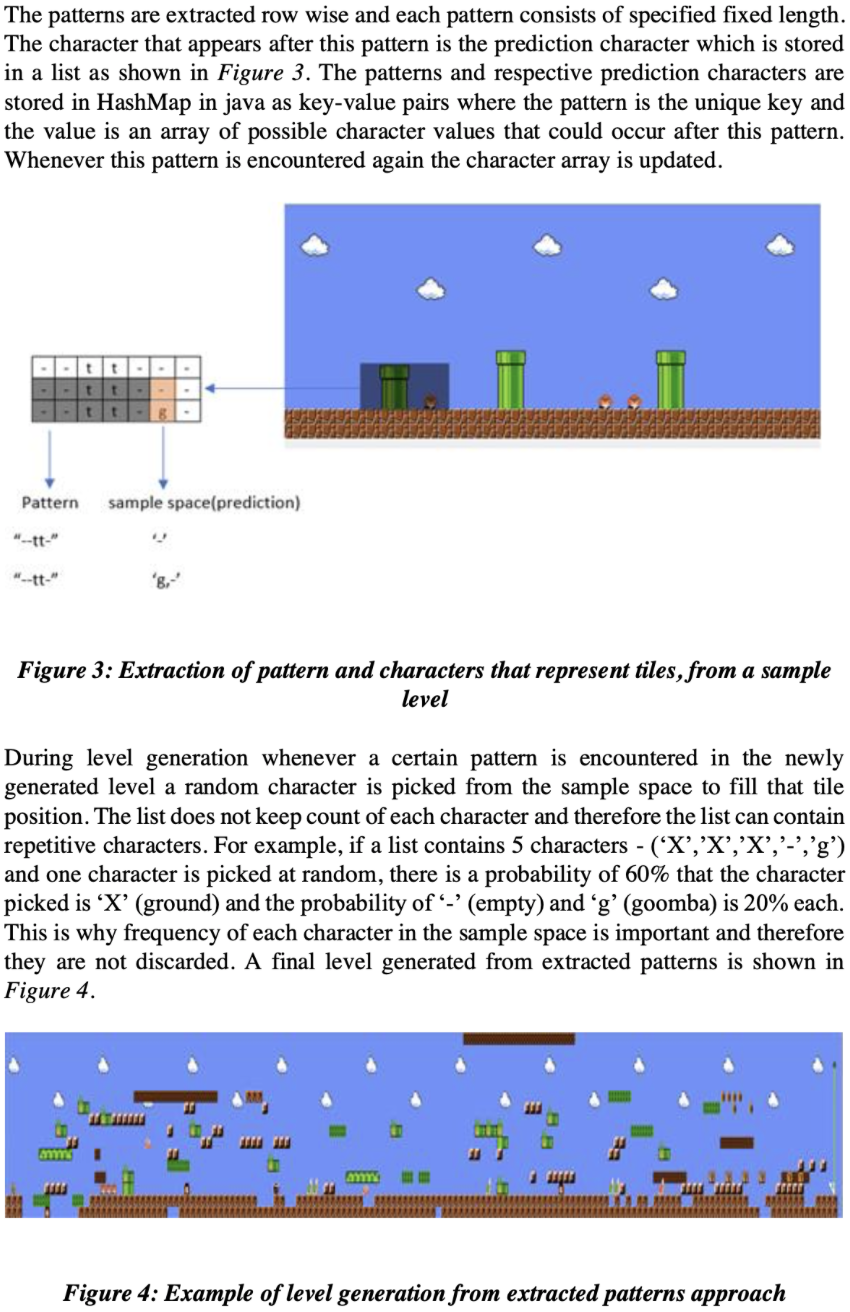 The patterns are extracted row wise and each pattern consists of specified fixed length.
The character that appears after this pattern is the prediction character which is stored
in a list as shown in Figure 3. The patterns and respective prediction characters are
stored in HashMap in java as key-value pairs where the pattern is the unique key and
the value is an array of possible character values that could occur after this pattern.
Whenever this pattern is encountered again the character array is updated.
- - t t - - -
- - t t - - -
- - t t - g -
Pattern sample space(prediction)
“--tt-” ‘-’
“--tt-” ‘g,-’
Figure 3: Extraction of pattern and characters that represent tiles, from a sample
level
During level generation whenever a certain pattern is encountered in the newly
generated level a random character is picked from the sample space to fill that tile
position. The list does not keep count of each character and therefore the list can contain
repetitive characters. For example, if a list contains 5 characters - (‘X’,’X’,’X’,’-’,’g’)
and one character is picked at random, there is a probability of 60% that the character
picked is ‘X’ (ground) and the probability of ‘-’ (empty) and ‘g’ (goomba) is 20% each.
This is why frequency of each character in the sample space is important and therefore
they are not discarded. A final level generated from extracted patterns is shown in
Figure 4.
Figure 4: Example of level generation from extracted patterns approach